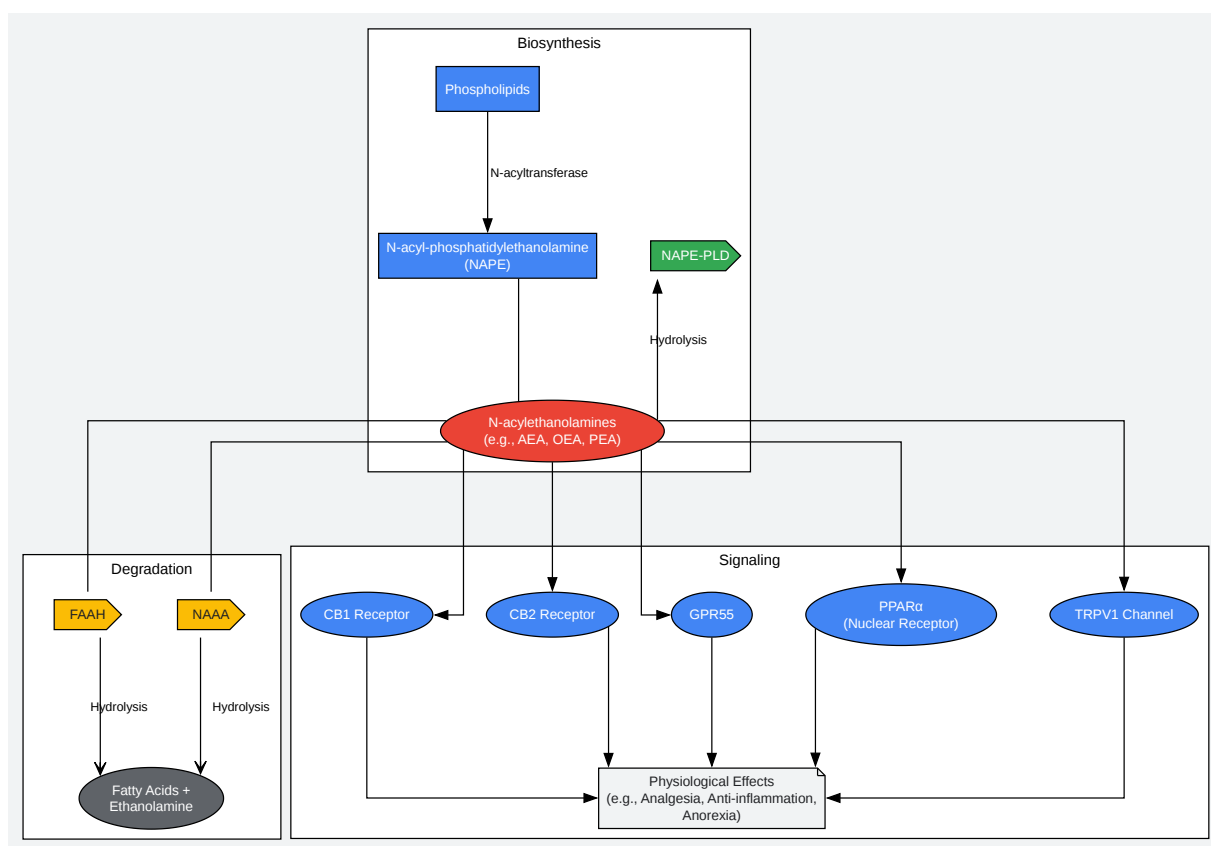 Biosynthesis
Phospholipids
N-acyltransferase
N-acyl-phosphatidylethanolamine
(NAPE)
NAPE-PLD
Hydrolysis
N-acylethanolamines
(e.g., AEA, OEA, PEA)
Degradation
FAAH
NAAA
Hydrolysis
Hydrolysis
Fatty Acids +
Ethanolamine
Signaling
CB1 Receptor
CB2 Receptor
GPR55
PPARα
(Nuclear Receptor)
TRPV1 Channel
Physiological Effects
(e.g., Analgesia, Anti-inflammation,
Anorexia)